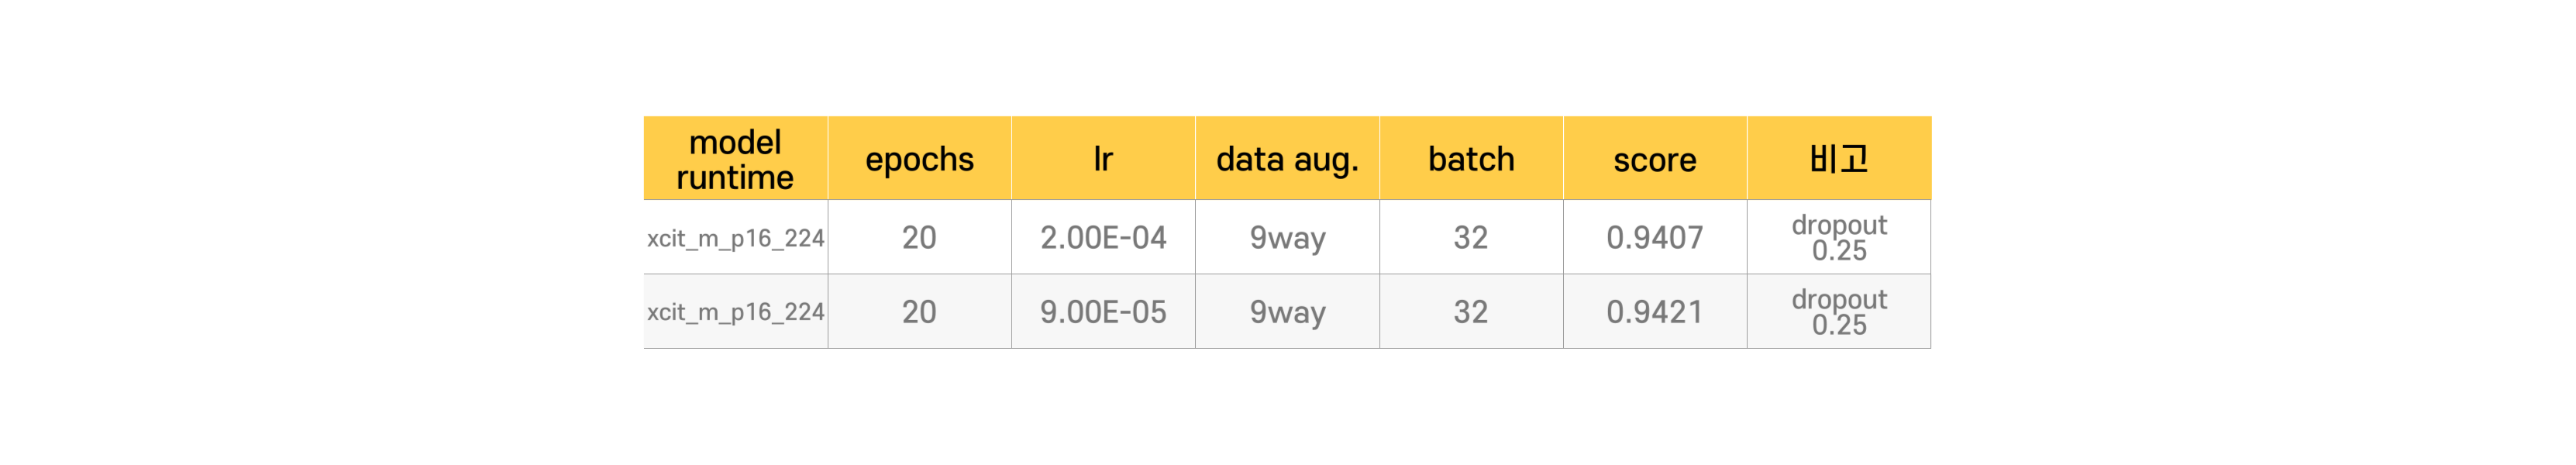 model runtime epochs lr data aug. batch score 비고
xcit_m_p16_224 20 2.00E-04 9way 32 0.9407 dropout 0.25
xcit_m_p16_224 20 9.00E-05 9way 32 0.9421 dropout 0.25